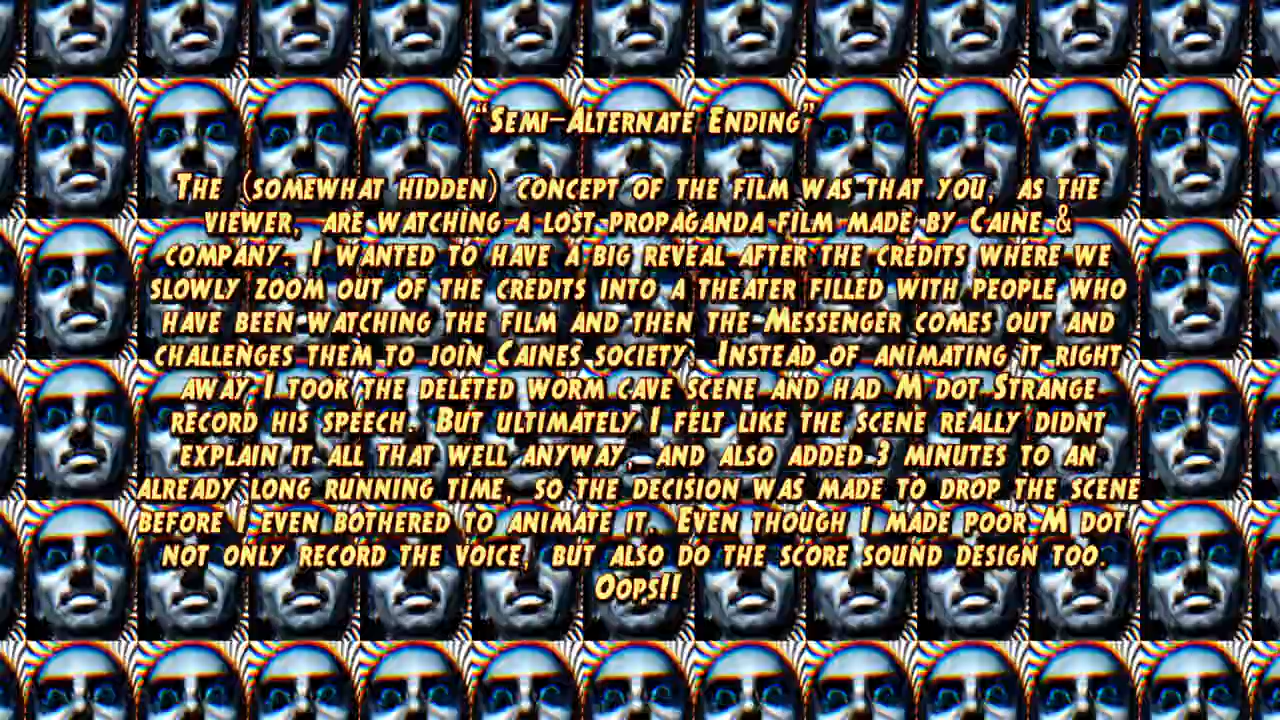 “Semi-Alternate Ending”
The (somewhat hidden) concept of the film was that you, as the
viewer, are watching a lost propaganda film made by Caine &
company. I wanted to have a big reveal after the credits where we
slowly zoom out of the credits into a theater filled with people who
have been watching the film and then the Messenger comes out and
challenges them to join Caines society. Instead of animating it right
away I took the deleted worm cave scene and had M dot Strange
record his speech. But ultimately I felt like the scene really didnt
explain it all that well anyway, and also added 3 minutes to an
already long running time, so the decision was made to drop the scene
before I even bothered to animate it. Even though I made poor M dot
not only record the voice, but also do the score sound design too.
Oops!!